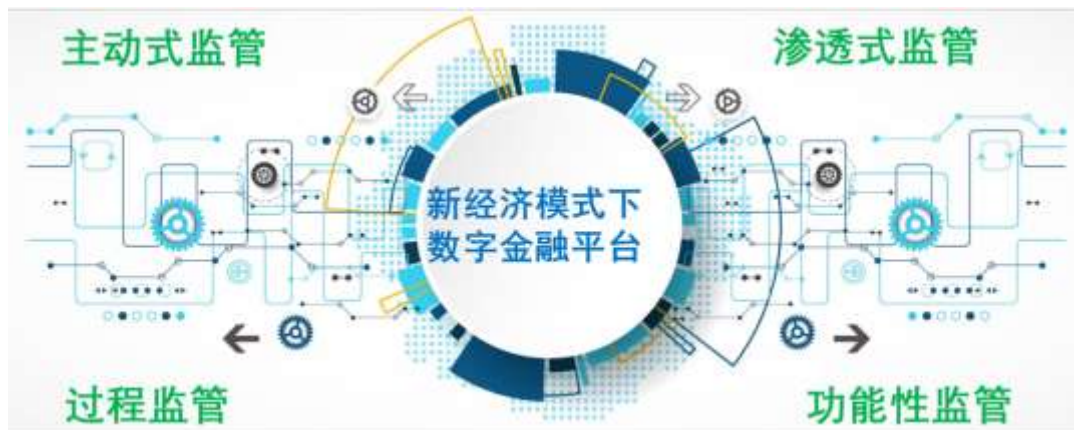 主动式监管
渗透式监管
新经济模式下
数字金融平台
过程监管
功能性监管